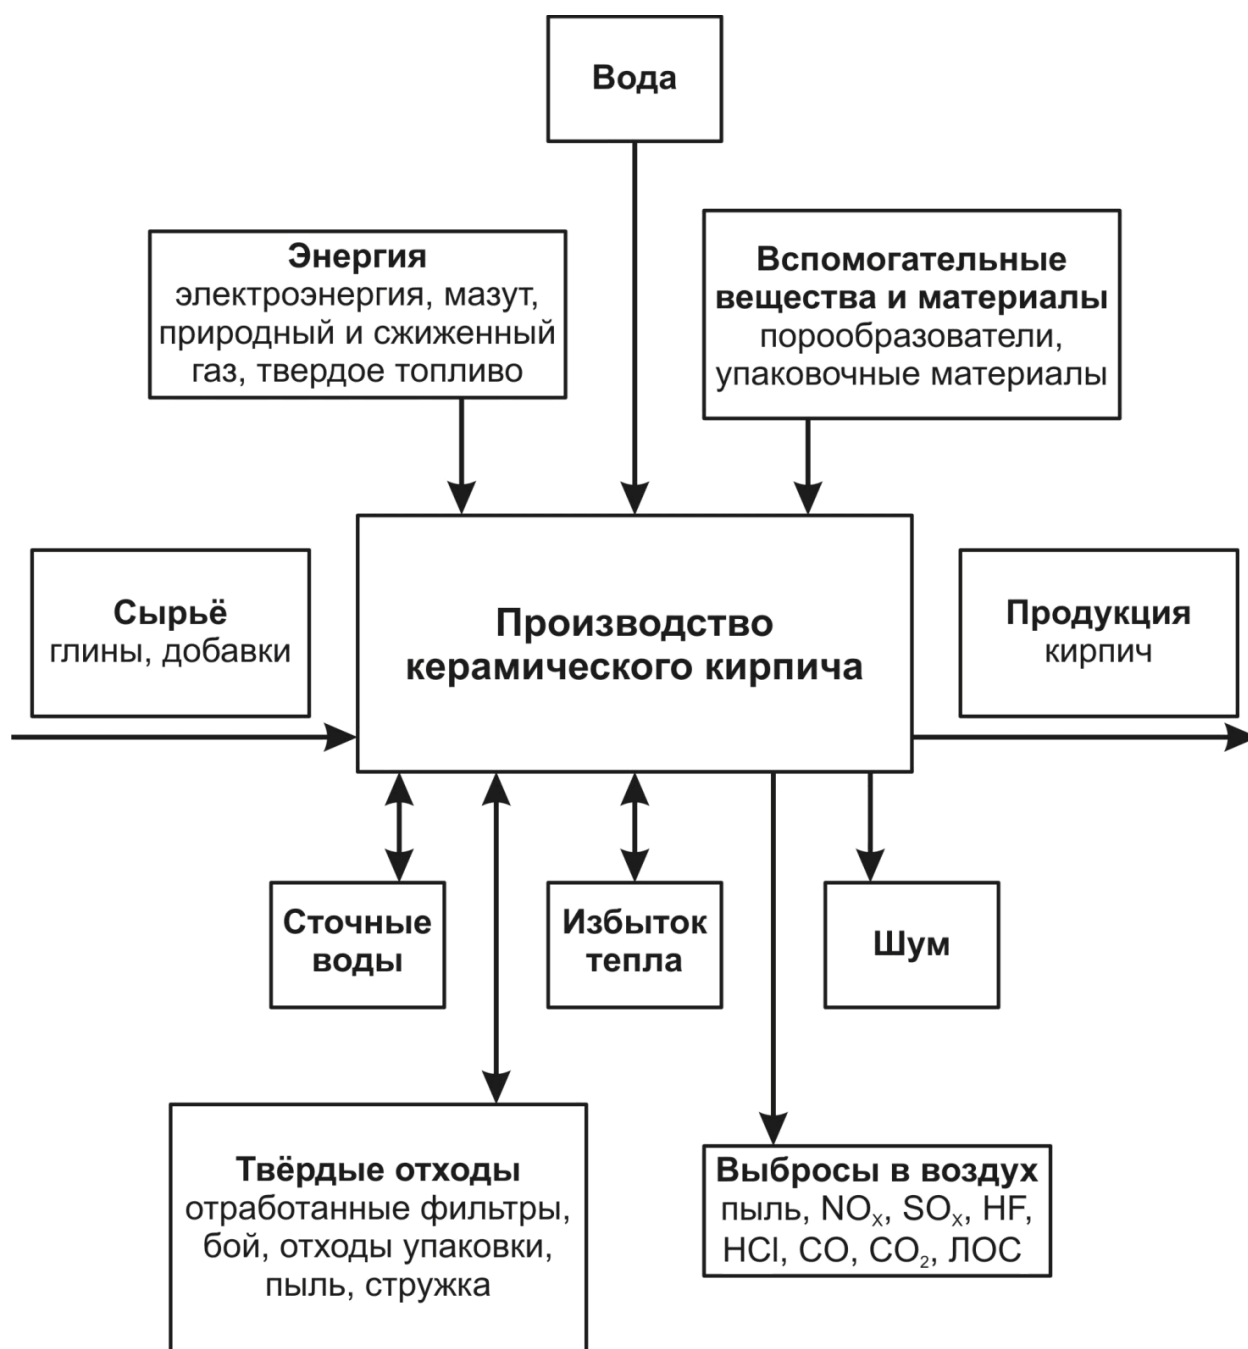 Вода
Энергия
электроэнергия, мазут,
природный и сжиженный
газ, твердое топливо
Вспомогательные
вещества и материалы
порообразователи,
упаковочные материалы
Сырьё
глины, добавки
Производство
керамического кирпича
Продукция
кирпич
Сточные
воды
Избыток
тепла
Шум
Твёрдые отходы
отработанные фильтры,
бой, отходы упаковки,
пыль, стружка
Выбросы в воздух
пыль, NOₓ, SOₓ, HF,
HCl, CO, CO₂, ЛОС